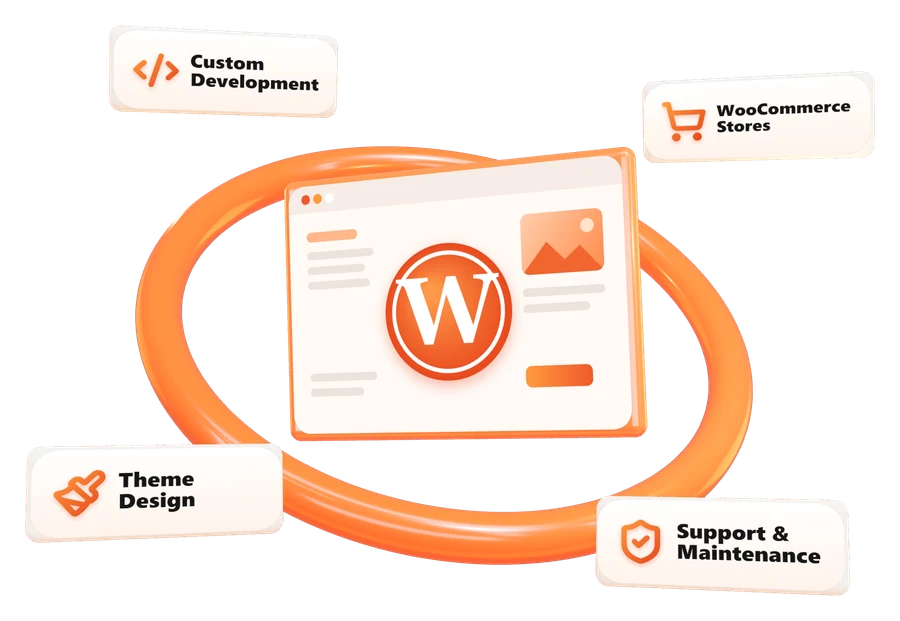 Custom
Development
WooCommerce
Stores
W
Theme
Design
Support &
Maintenance